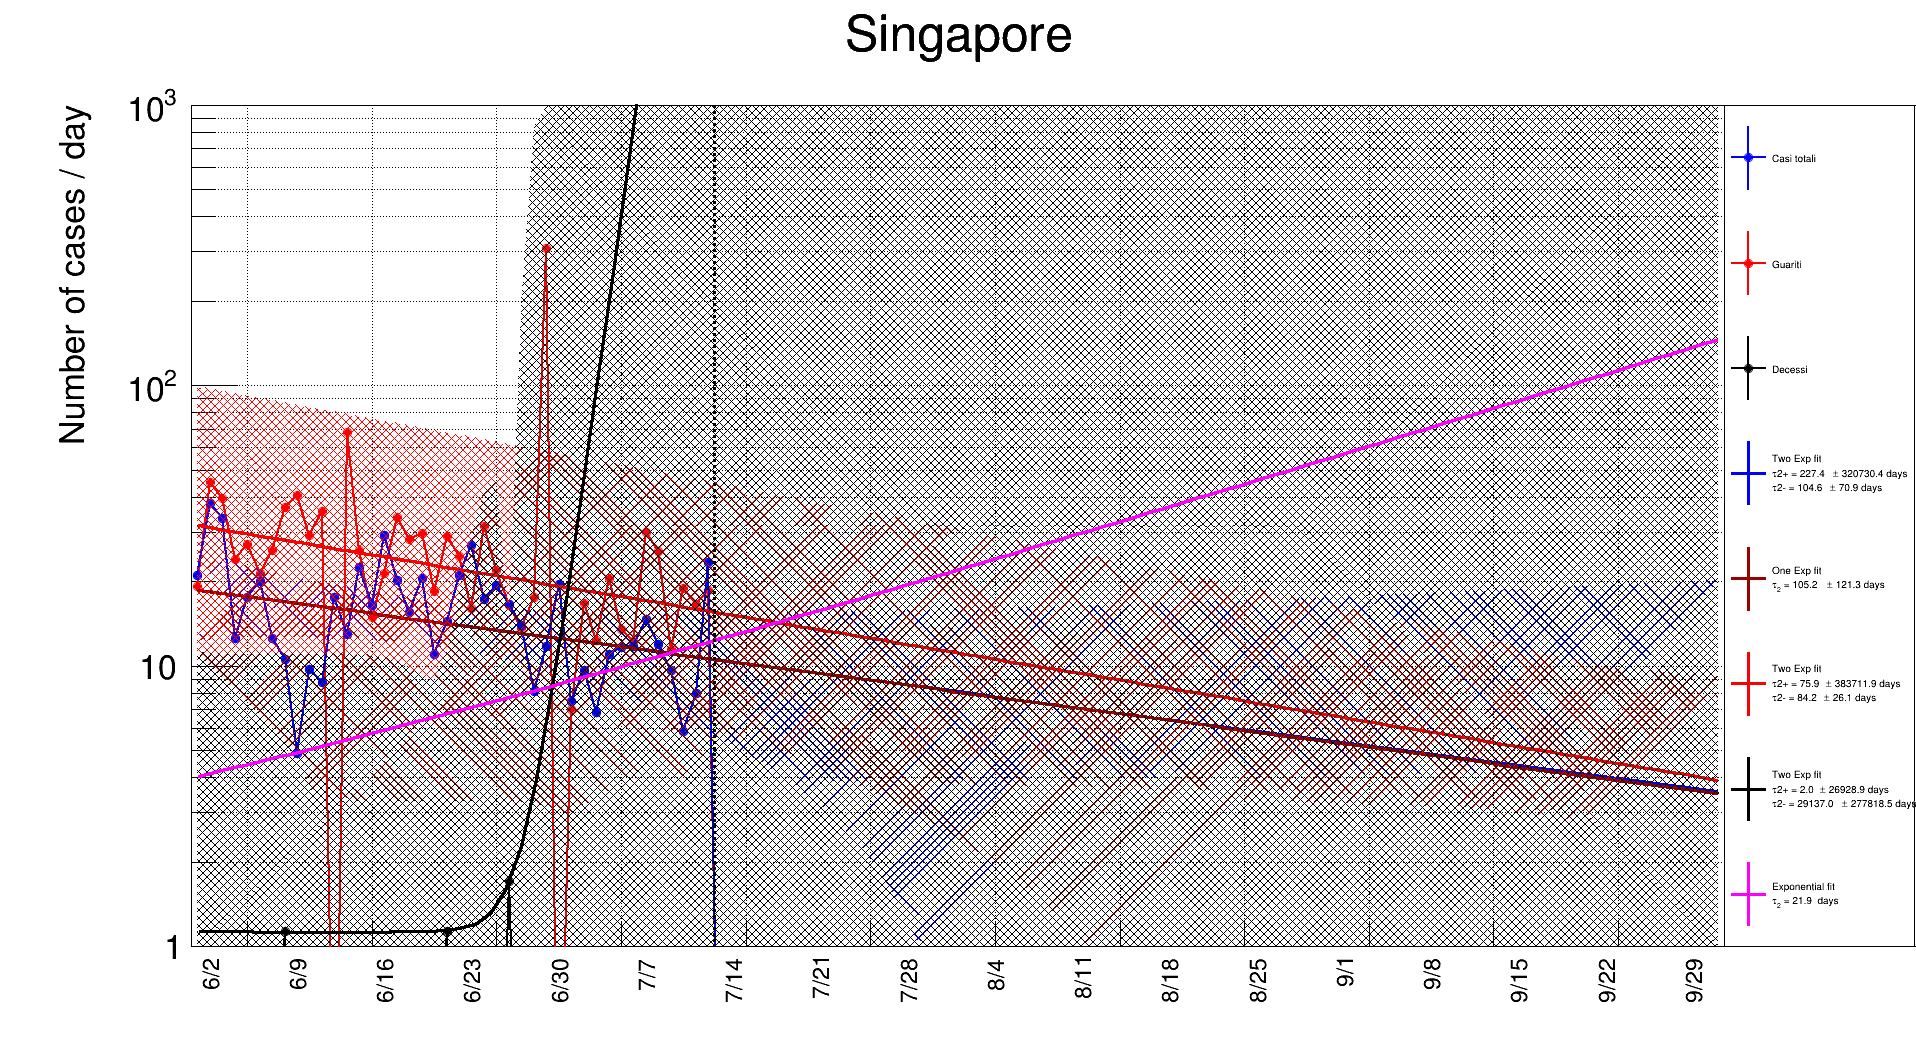 Singapore
Number of cases / day
10³
10²
10
1
6/2
6/9
6/16
6/23
6/30
7/7
7/14
7/21
7/28
8/4
8/11
8/18
8/25
9/1
9/8
9/15
9/22
9/29
Casi totali
Guariti
Decessi
Two Exp fit
τ2+ = 227.4 ± 320730.4 days
τ2- = 104.6 ± 70.9 days
One Exp fit
τ₂ = 105.2 ± 121.3 days
Two Exp fit
τ2+ = 75.9 ± 383711.9 days
τ2- = 84.2 ± 26.1 days
Two Exp fit
τ2+ = 2.0 ± 26928.9 days
τ2- = 29137.0 ± 277818.5 days
Exponential fit
τ₂ = 21.9 days